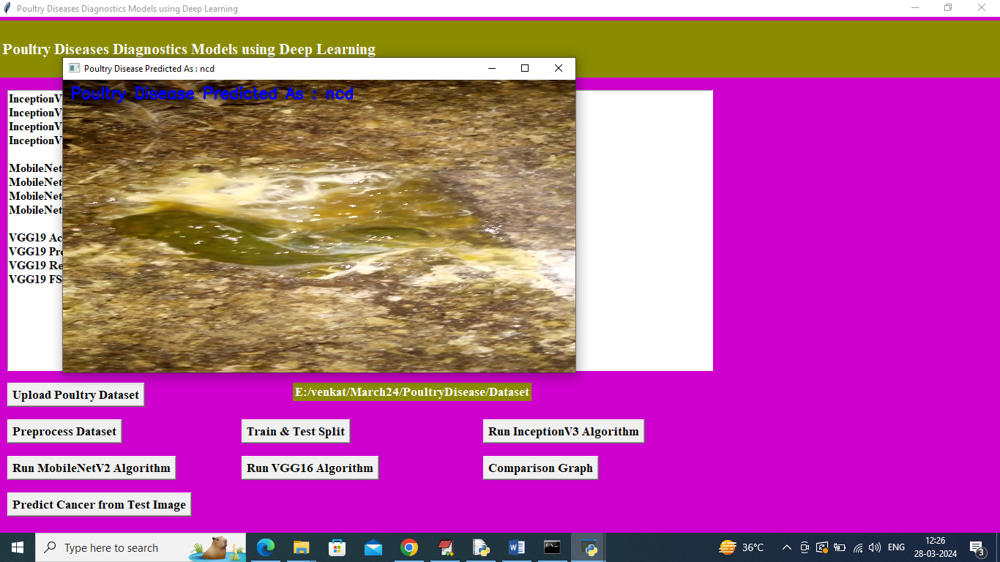 Poultry Diseases Diagnostics Models using Deep Learning
Poultry Diseases Diagnostics Models using Deep Learning
Poultry Disease Predicted As : ncd
Poultry Disease Predicted As : ncd
InceptionV
InceptionV
InceptionV
InceptionV
MobileNet
MobileNet
MobileNet
MobileNet
VGG19 Ac
VGG19 Pre
VGG19 Re
VGG19 FS
Upload Poultry Dataset
E:/venkat/March24/PoultryDisease/Dataset
Preprocess Dataset
Train & Test Split
Run InceptionV3 Algorithm
Run MobileNetV2 Algorithm
Run VGG16 Algorithm
Comparison Graph
Predict Cancer from Test Image
Type here to search
36°C
ENG
12:26
28-03-2024
3